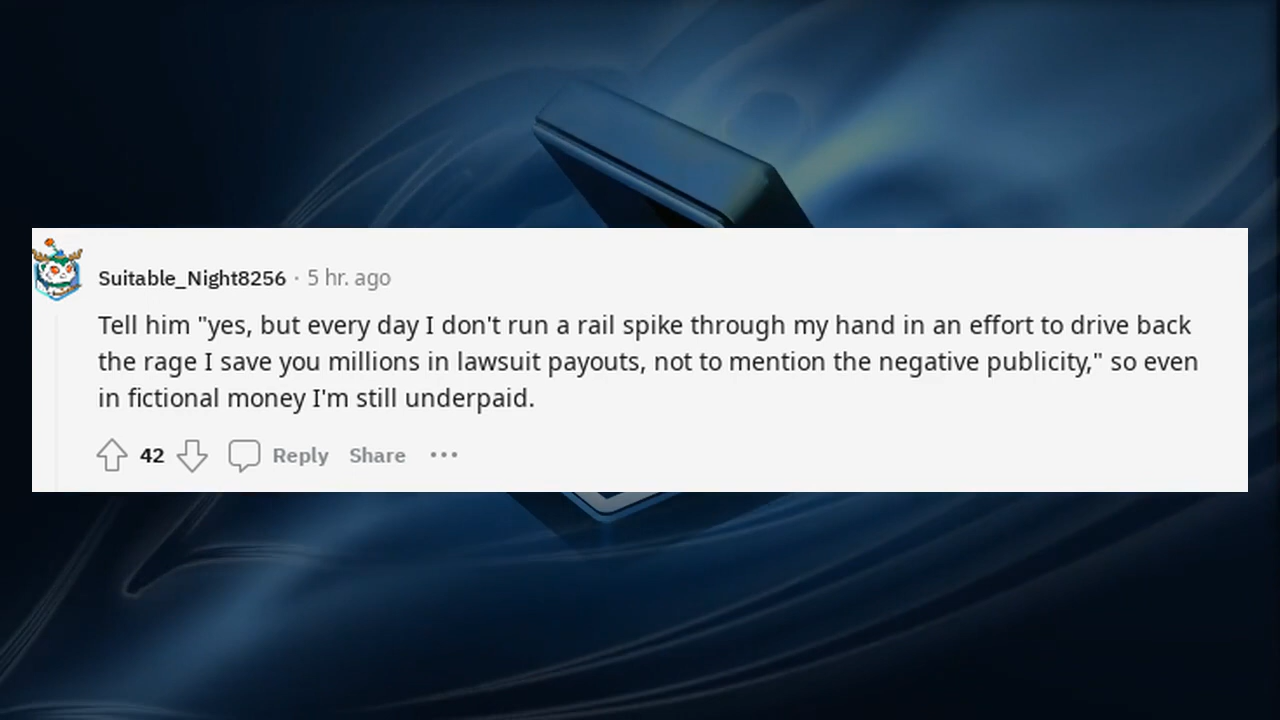 Suitable_Night8256 · 5 hr. ago
Tell him "yes, but every day I don't run a rail spike through my hand in an effort to drive back
the rage I save you millions in lawsuit payouts, not to mention the negative publicity," so even
in fictional money I'm still underpaid.
42 Reply Share ···